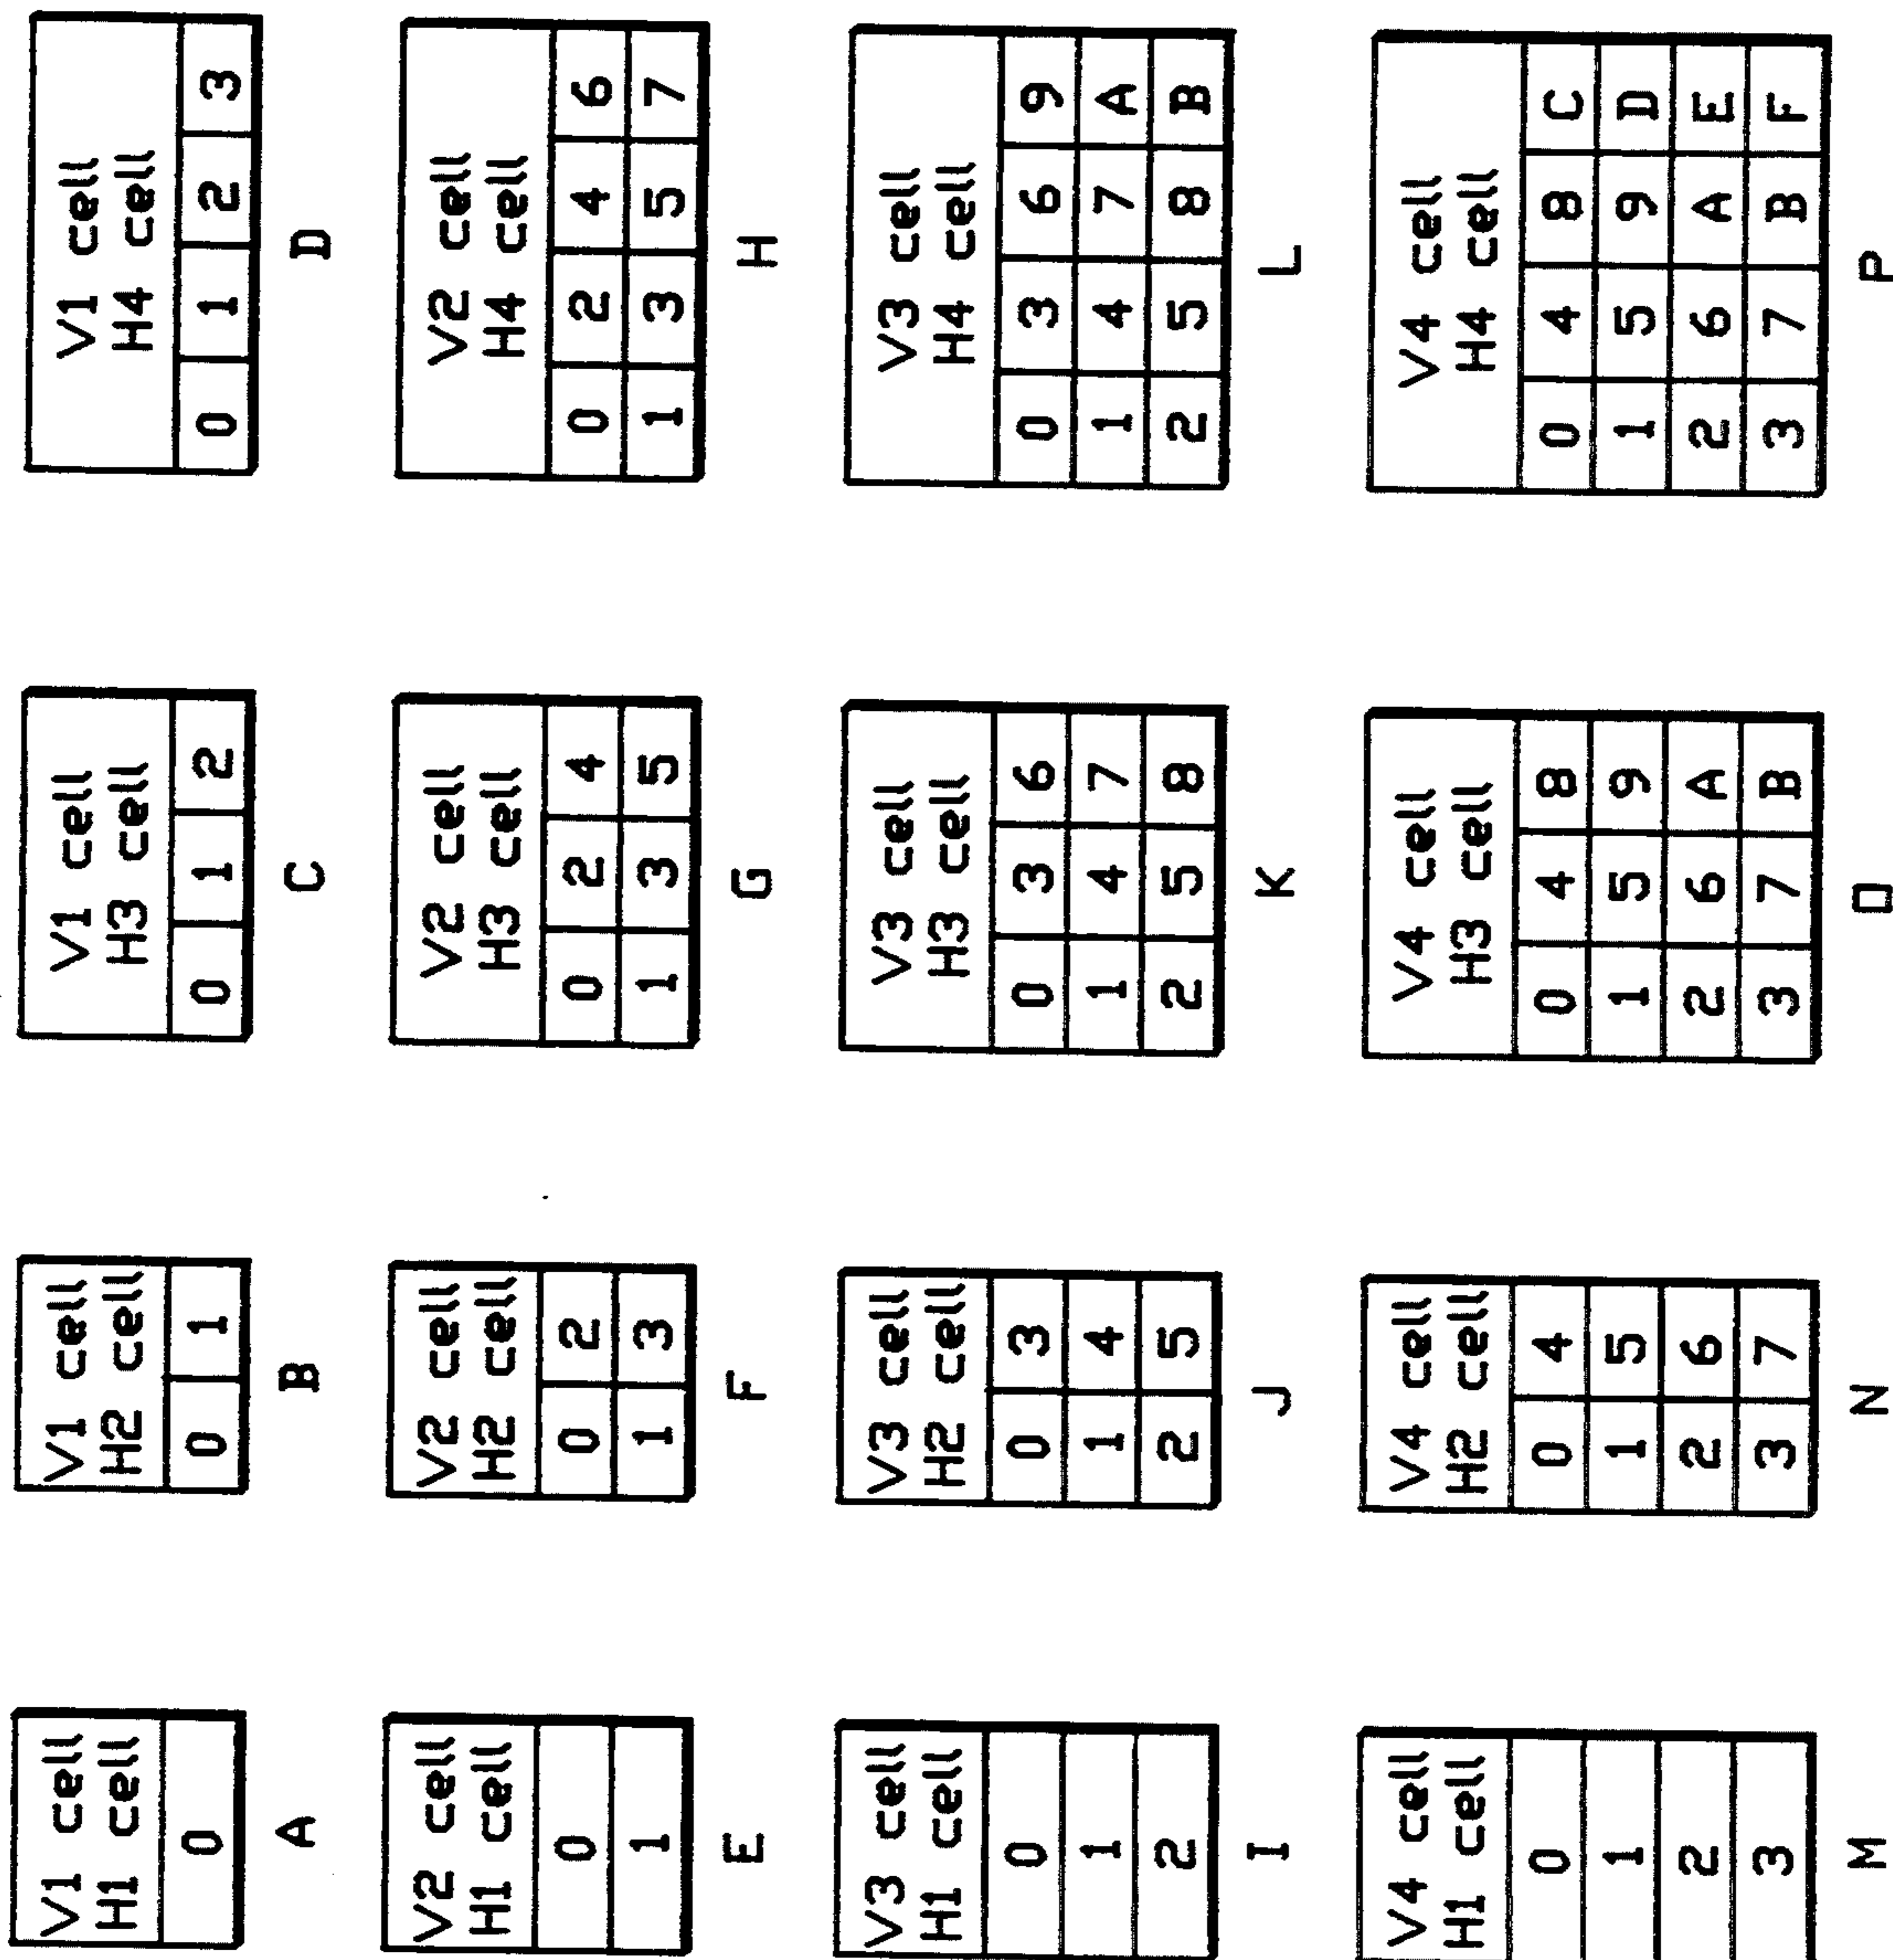 V1 cell
H1 cell
0
A
V1 cell
H2 cell
0 1
B
V1 cell
H3 cell
0 1 2
C
V1 cell
H4 cell
0 1 2 3
D
V2 cell
H1 cell
0
1
E
V2 cell
H2 cell
0 2
1 3
F
V2 cell
H3 cell
0 2 4
1 3 5
G
V2 cell
H4 cell
0 2 4 6
1 3 5 7
H
V3 cell
H1 cell
0
1
2
I
V3 cell
H2 cell
0 3
1 4
2 5
J
V3 cell
H3 cell
0 3 6
1 4 7
2 5 8
K
V3 cell
H4 cell
0 3 6 9
1 4 7 A
2 5 8 B
L
V4 cell
H1 cell
0
1
2
3
M
V4 cell
H2 cell
0 4
1 5
2 6
3 7
N
V4 cell
H3 cell
0 4 8
1 5 9
2 6 A
3 7 B
O
V4 cell
H4 cell
0 4 8 C
1 5 9 D
2 6 A E
3 7 B F
P